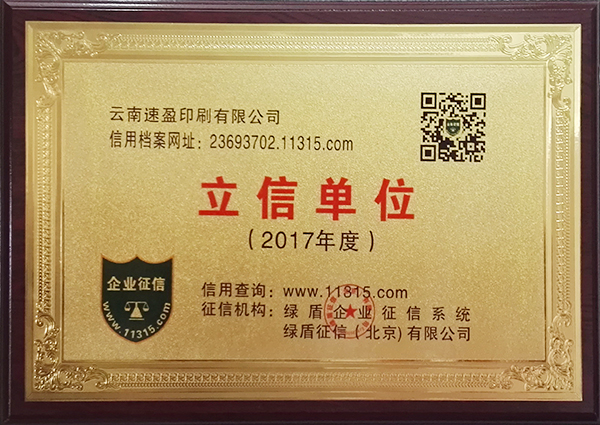 云南速盈印刷有限公司
信用档案网址：23693702.11315.com
立信单位
（2017年度）
企业征信
www.11315.com
信用查询：www.11315.com
征信机构：绿盾企业征信系统
绿盾征信（北京）有限公司